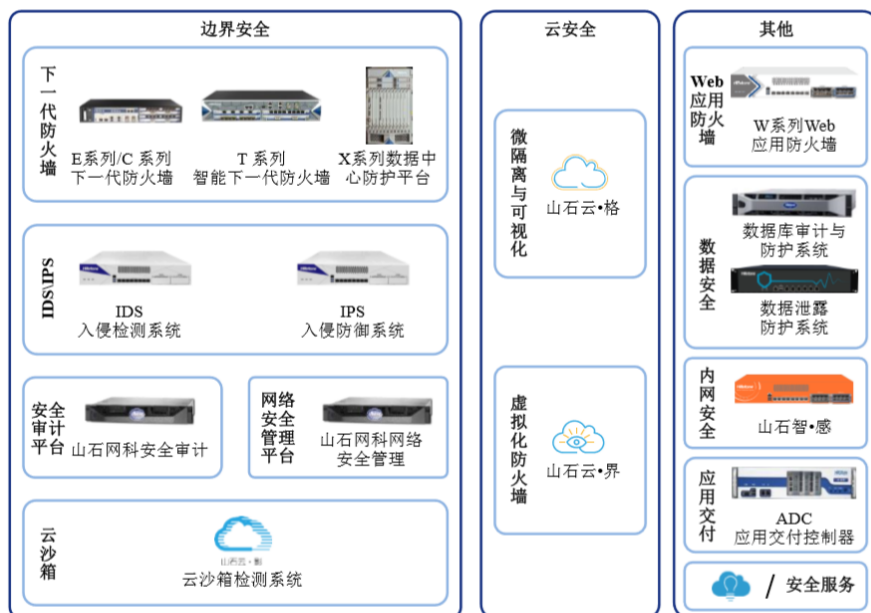 边界安全
下一代防火墙
E系列/C 系列
下一代防火墙
T 系列
智能下一代防火墙
X系列数据中
心防护平台
IDS\IPS
IDS
入侵检测系统
IPS
入侵防御系统
安全
审计
平台
山石网科安全审计
网络
安全
管理
平台
山石网科网络
安全管理
云沙箱
山石云·影
云沙箱检测系统
云安全
微隔离与可视化
山石云•格
虚拟化防火墙
山石云•界
其他
Web
应用
防火
墙
W系列Web
应用防火墙
数据安全
数据库审计与
防护系统
数据泄露
防护系统
内网安全
山石智•感
应用交付
ADC
应用交付控制器
/ 安全服务